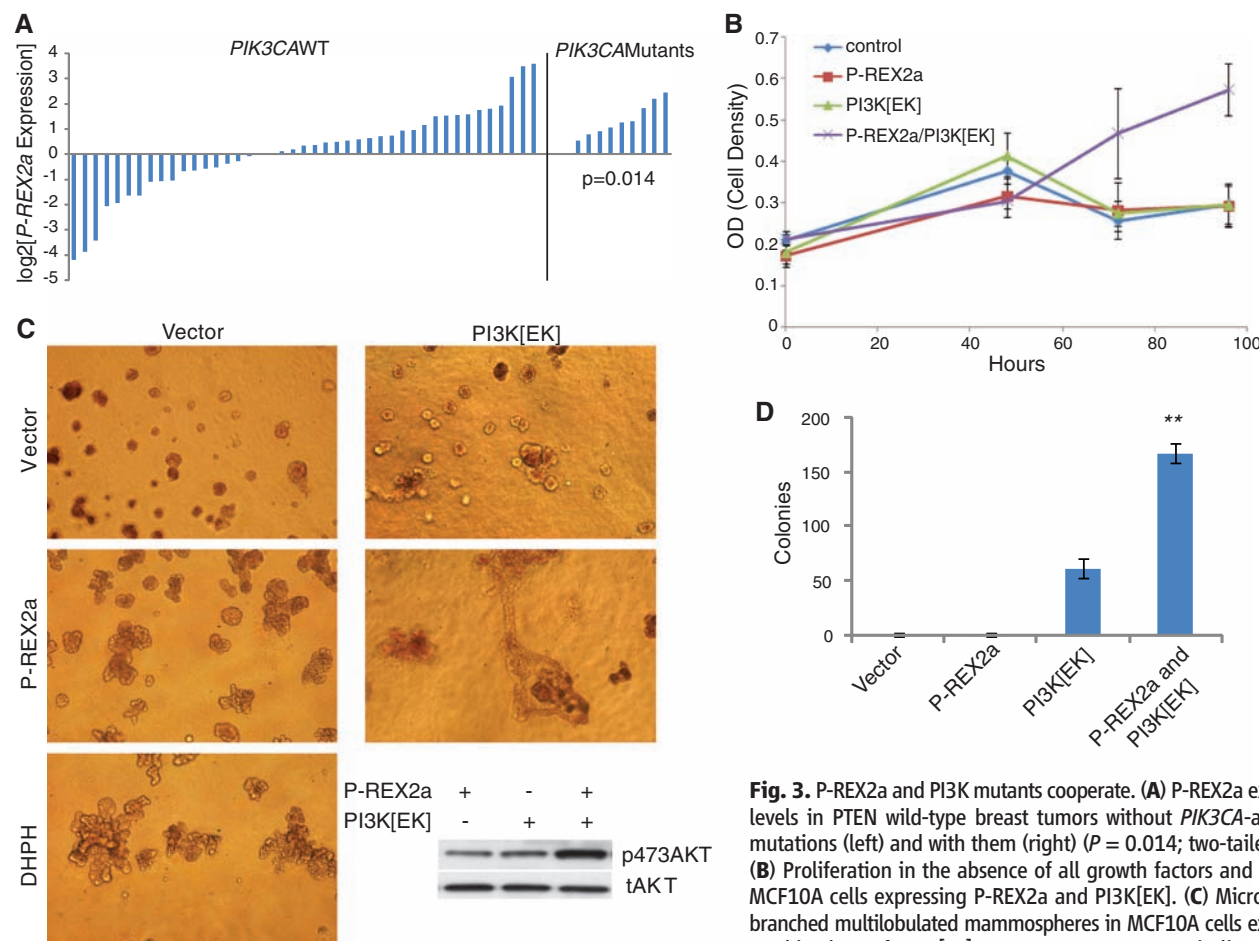 A
PIK3CAWT
PIK3CAMutants
log2[P-REX2a Expression]
4
3
2
1
0
-1
-2
-3
-4
-5
p=0.014
B
control
P-REX2a
PI3K[EK]
P-REX2a/PI3K[EK]
OD (Cell Density)
0.7
0.6
0.5
0.4
0.3
0.2
0.1
0
0 20 40 60 80 100
Hours
C
Vector PI3K[EK]
Vector
P-REX2a
DHPH
P-REX2a + - +
PI3K[EK] - + +
p473AKT
tAKT
D
Colonies
200
150
100
50
0
**
Vector
P-REX2a
PI3K[EK]
P-REX2a and
PI3K[EK]
Fig. 3. P-REX2a and PI3K mutants cooperate. (A) P-REX2a
levels in PTEN wild-type breast tumors without
mutations (left) and with them (right) (P = 0.014;
(B) Proliferation in the absence of all growth factors and
MCF10A cells expressing P-REX2a and PI3K[EK]. (C)
branched multilobulated mammospheres in MCF10A cells